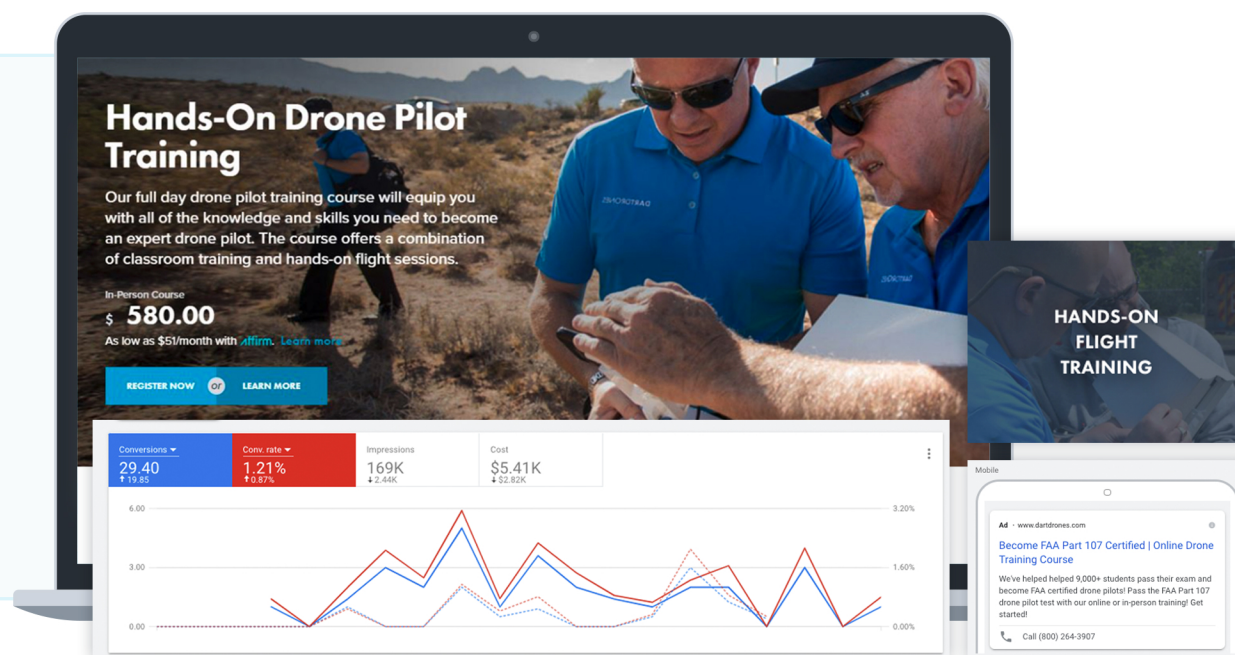 Hands-On Drone Pilot
Training
Our full day drone pilot training course will equip you
with all of the knowledge and skills you need to become
an expert drone pilot. The course offers a combination
of classroom training and hands-on flight sessions.
In-Person Course
$ 580.00
As low as $51/month with affirm. Learn more
REGISTER NOW or LEARN MORE
HANDS-ON
FLIGHT
TRAINING
Conversions
29.40
↑ 19.85
Conv. rate
1.21%
↑ 0.87%
Impressions
169K
↓ 2.44K
Cost
$5.41K
↓ $2.82K
6.00
3.00
0.00
3.20%
1.60%
0.00%
Mobile
Ad · www.dartdrones.com
Become FAA Part 107 Certified | Online Drone
Training Course
We've helped helped 9,000+ students pass their exam and
become FAA certified drone pilots! Pass the FAA Part 107
drone pilot test with our online or in-person training! Get
started!
Call (800) 264-3907